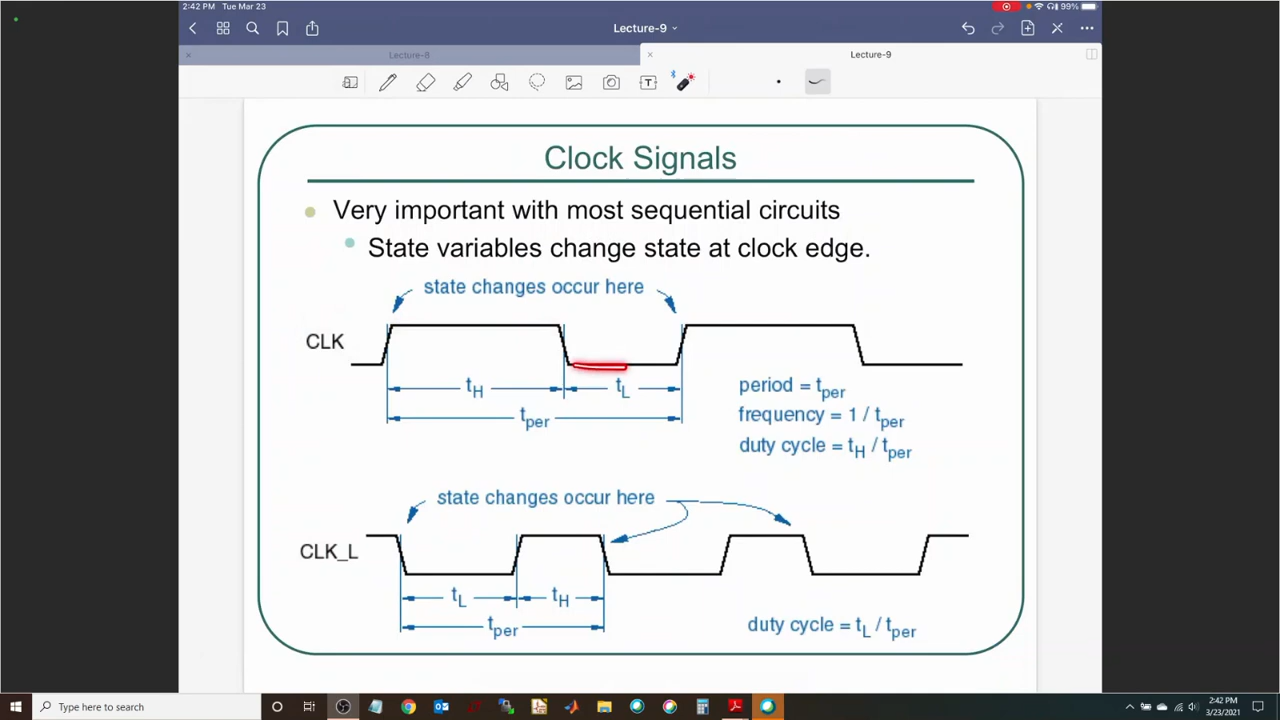 2:42 PM Tue Mar 23
99%
Lecture-9
Lecture-8
Lecture-9
T
Clock Signals
Very important with most sequential circuits
State variables change state at clock edge.
state changes occur here
CLK
tH
tL
tper
period = tper
frequency = 1 / tper
duty cycle = tH / tper
state changes occur here
CLK_L
tL
tH
tper
duty cycle = tL / tper
Type here to search
2:42 PM
3/23/2021